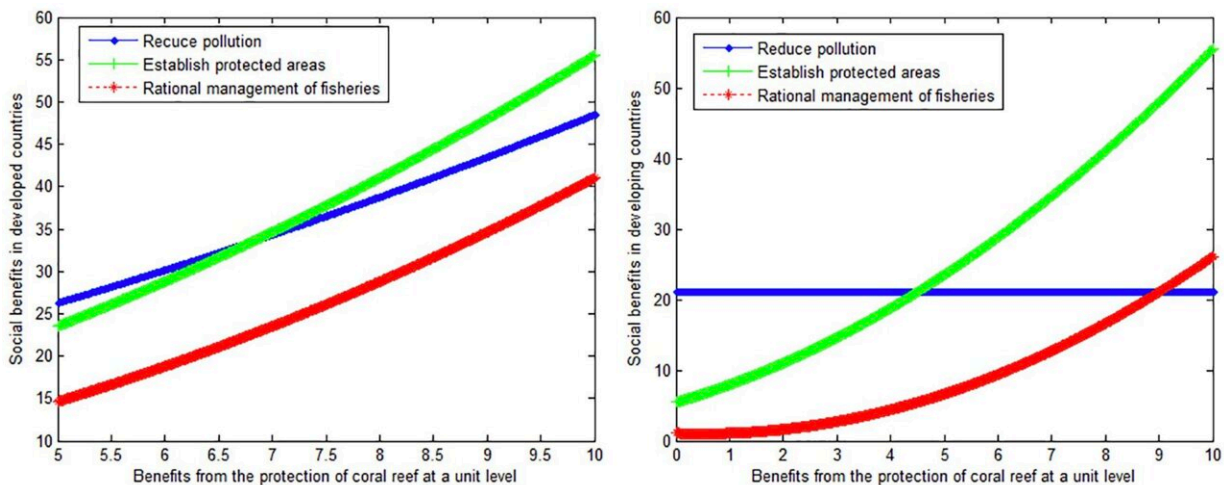 60
55
50
45
40
35
30
25
20
15
10
Social benefits in developed countries
Recuce pollution
Establish protected areas
Rational management of fisheries
5 5.5 6 6.5 7 7.5 8 8.5 9 9.5 10
Benefits from the protection of coral reef at a unit level
60
50
40
30
20
10
0
Social benefits in developing countries
Reduce pollution
Establish protected areas
Rational management of fisheries
0 1 2 3 4 5 6 7 8 9 10
Benefits from the protection of coral reef at a unit level